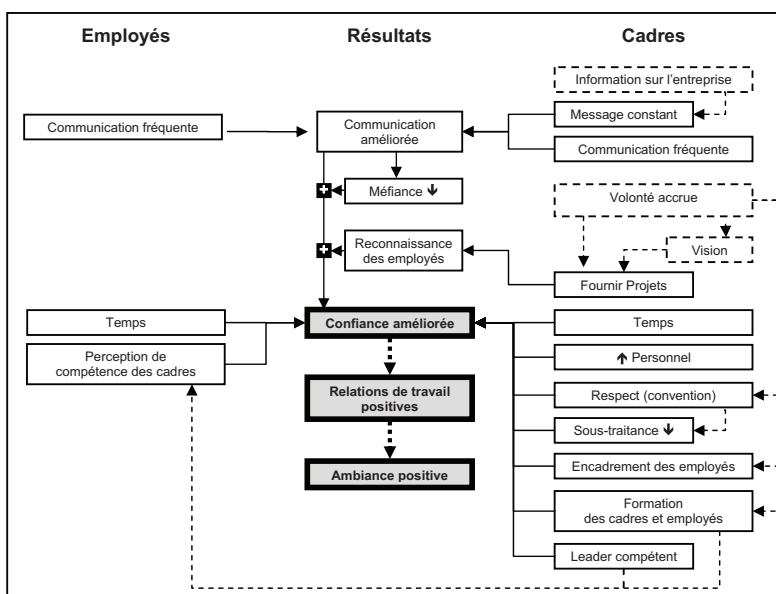 Employés
Résultats
Cadres
Information sur l'entreprise
Message constant
Communication fréquente
Communication
améliorée
Communication fréquente
Méfiance ↓
Volonté accrue
Reconnaissance
des employés
Vision
Fournir Projets
Temps
Confiance améliorée
Temps
Perception de
compétence des cadres
↑ Personnel
Relations de travail
positives
Respect (convention)
Sous-traitance ↓
Ambiance positive
Encadrement des employés
Formation
des cadres et employés
Leader compétent